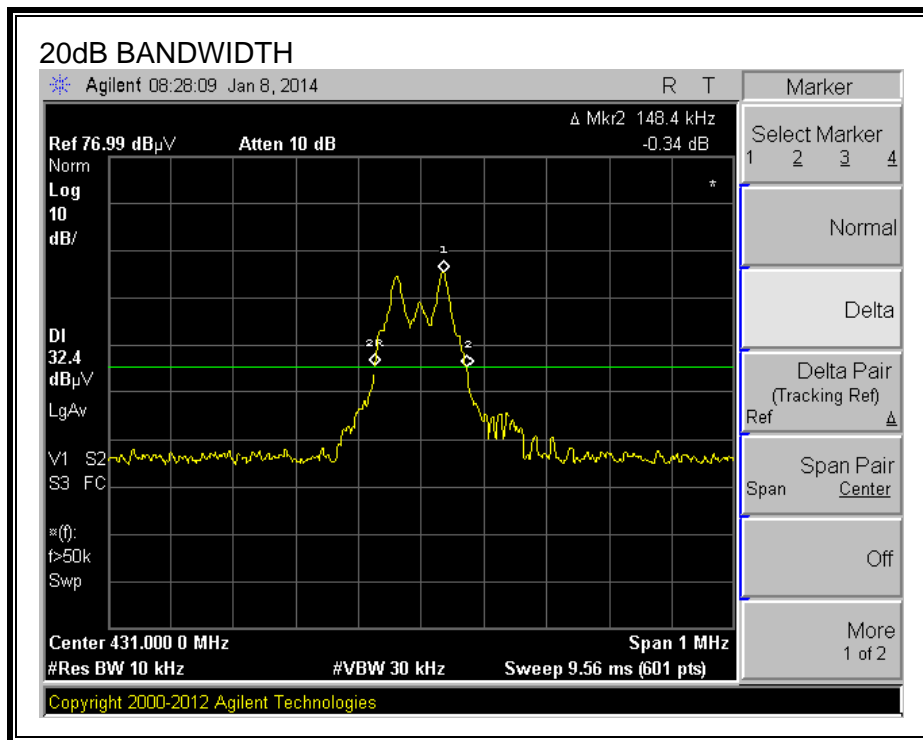 20dB BANDWIDTH
Agilent 08:28:09 Jan 8, 2014 R T
Marker
Δ Mkr2 148.4 kHz
Ref 76.99 dBµV Atten 10 dB -0.34 dB
Norm
Log
10
dB/
*
1
2R
2
DI
32.4
dBµV
LgAv
V1 S2
S3 FC
¤(f):
f>50k
Swp
Center 431.000 0 MHz Span 1 MHz
#Res BW 10 kHz #VBW 30 kHz Sweep 9.56 ms (601 pts)
Select Marker
1 2 3 4
Normal
Delta
Delta Pair
(Tracking Ref)
Ref Δ
Span Pair
Span Center
Off
More
1 of 2
Copyright 2000-2012 Agilent Technologies